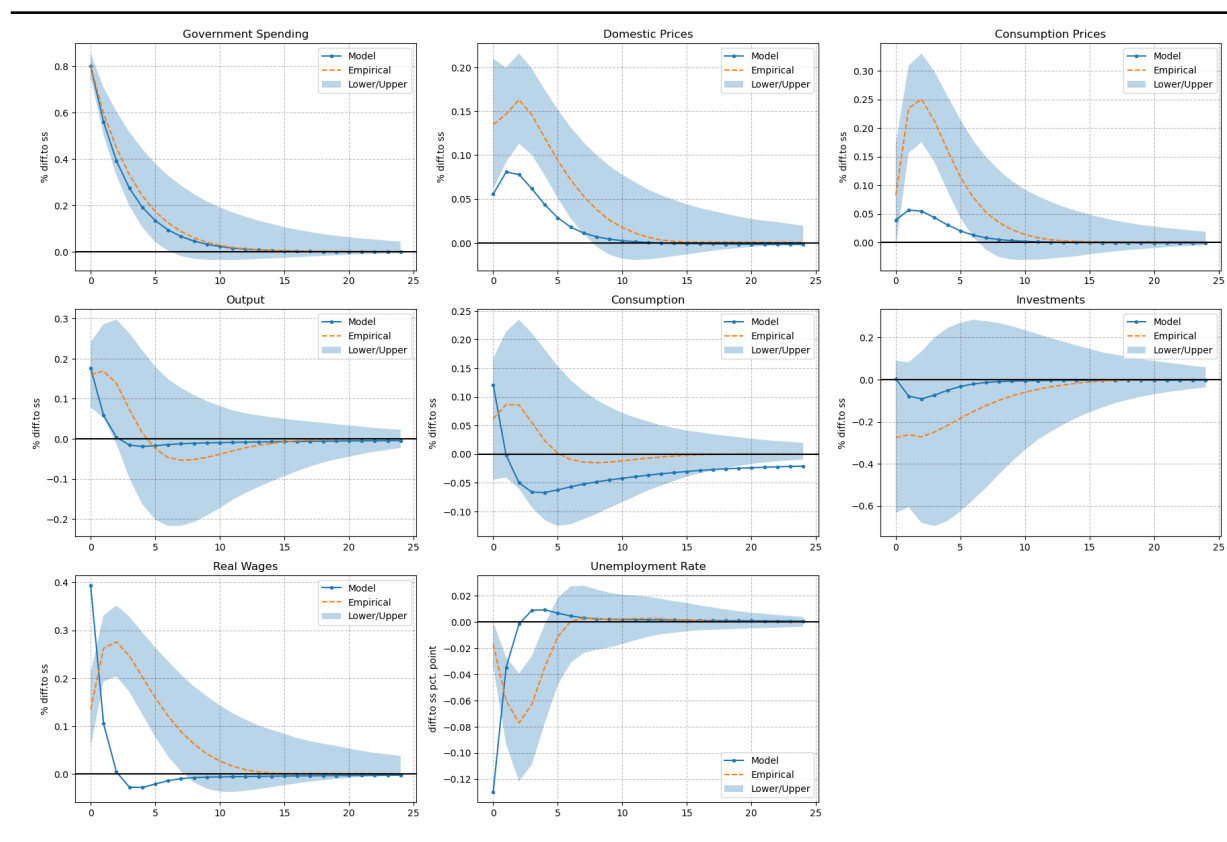 Government Spending
% diff.to ss
0.8
0.6
0.4
0.2
0.0
0 5 10 15 20 25
Model
Empirical
Lower/Upper
Domestic Prices
% diff.to ss
0.20
0.15
0.10
0.05
0.00
0 5 10 15 20 25
Model
Empirical
Lower/Upper
Consumption Prices
% diff.to ss
0.30
0.25
0.20
0.15
0.10
0.05
0.00
0 5 10 15 20 25
Model
Empirical
Lower/Upper
Output
% diff.to ss
0.3
0.2
0.1
0.0
−0.1
−0.2
0 5 10 15 20 25
Model
Empirical
Lower/Upper
Consumption
% diff.to ss
0.25
0.20
0.15
0.10
0.05
0.00
−0.05
−0.10
0 5 10 15 20 25
Model
Empirical
Lower/Upper
Investments
% diff.to ss
0.2
0.0
−0.2
−0.4
−0.6
0 5 10 15 20 25
Model
Empirical
Lower/Upper
Real Wages
% diff.to ss
0.4
0.3
0.2
0.1
0.0
0 5 10 15 20 25
Model
Empirical
Lower/Upper
Unemployment Rate
diff.to ss pct. point
0.02
0.00
−0.02
−0.04
−0.06
−0.08
−0.10
−0.12
0 5 10 15 20 25
Model
Empirical
Lower/Upper